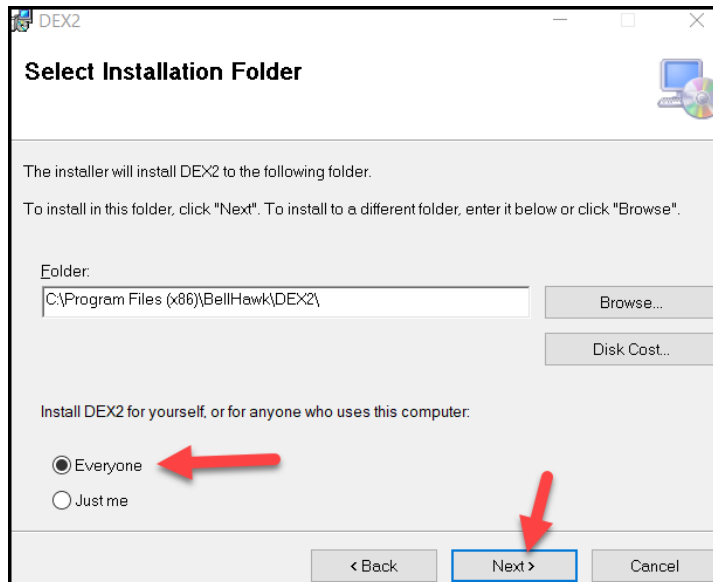 DEX2
Select Installation Folder
The installer will install DEX2 to the following folder.
To install in this folder, click "Next". To install to a different folder, enter it below or click "Browse".
Folder:
C:\Program Files (x86)\BellHawk\DEX2\
Browse...
Disk Cost...
Install DEX2 for yourself, or for anyone who uses this computer:
Everyone
Just me
< Back
Next >
Cancel